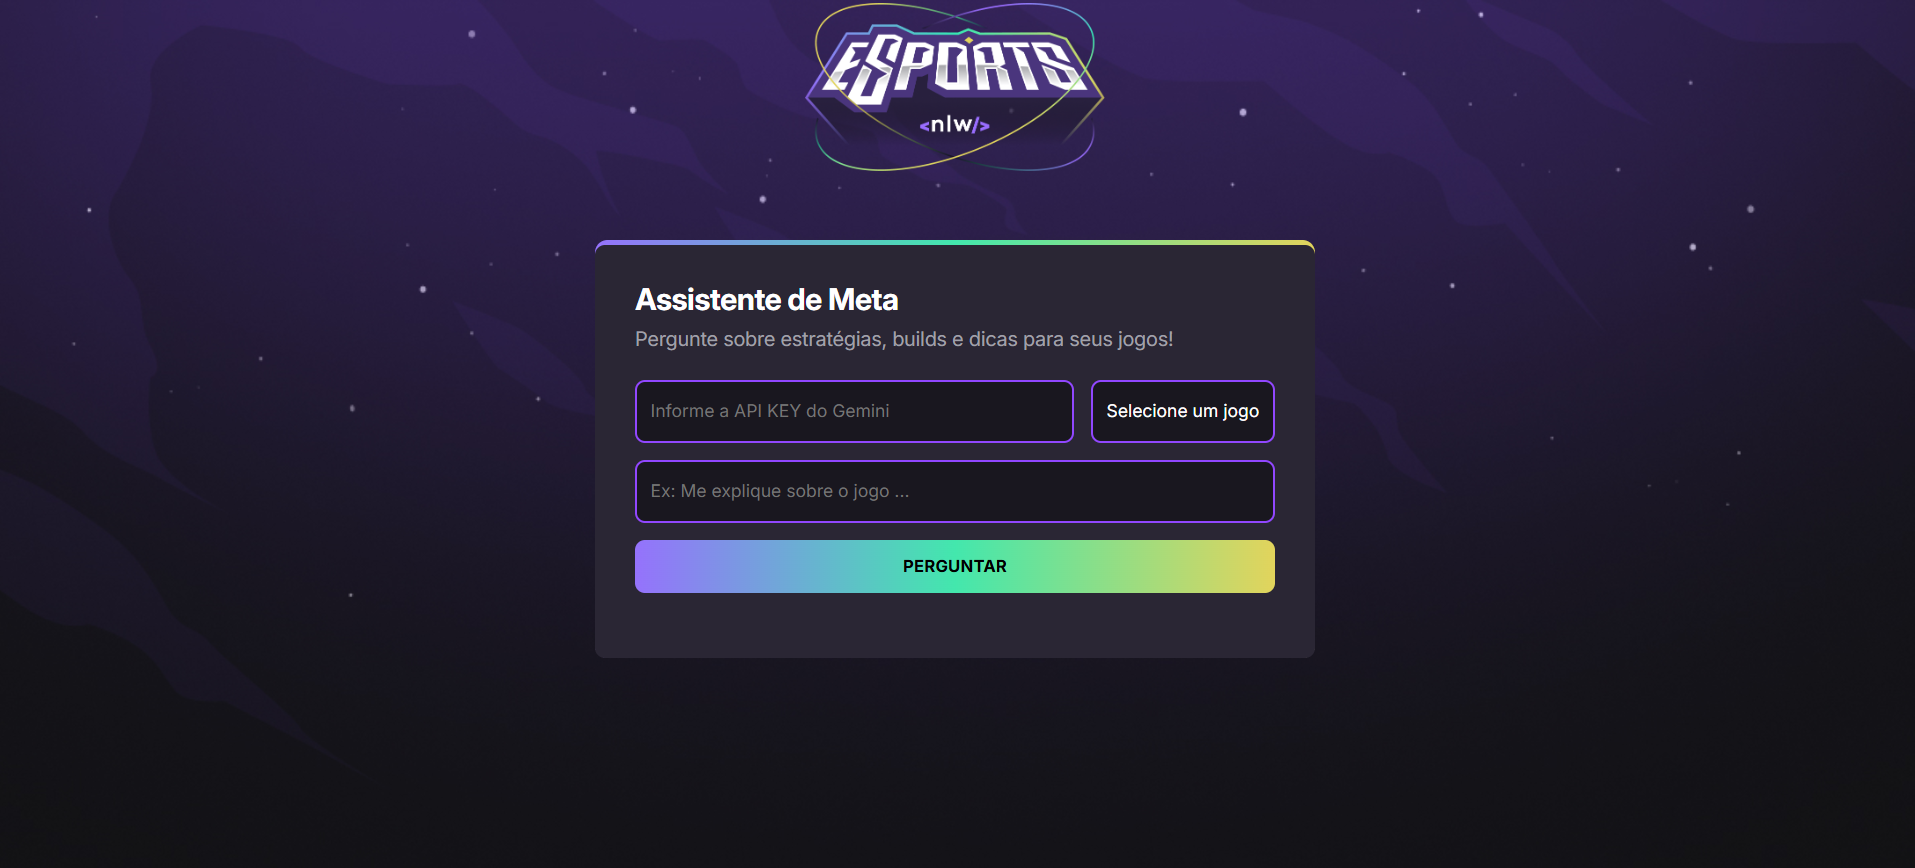 eSPORTS
<nlw/>
Assistente de Meta
Pergunte sobre estratégias, builds e dicas para seus jogos!
Informe a API KEY do Gemini
Selecione um jogo
Ex: Me explique sobre o jogo ...
PERGUNTAR